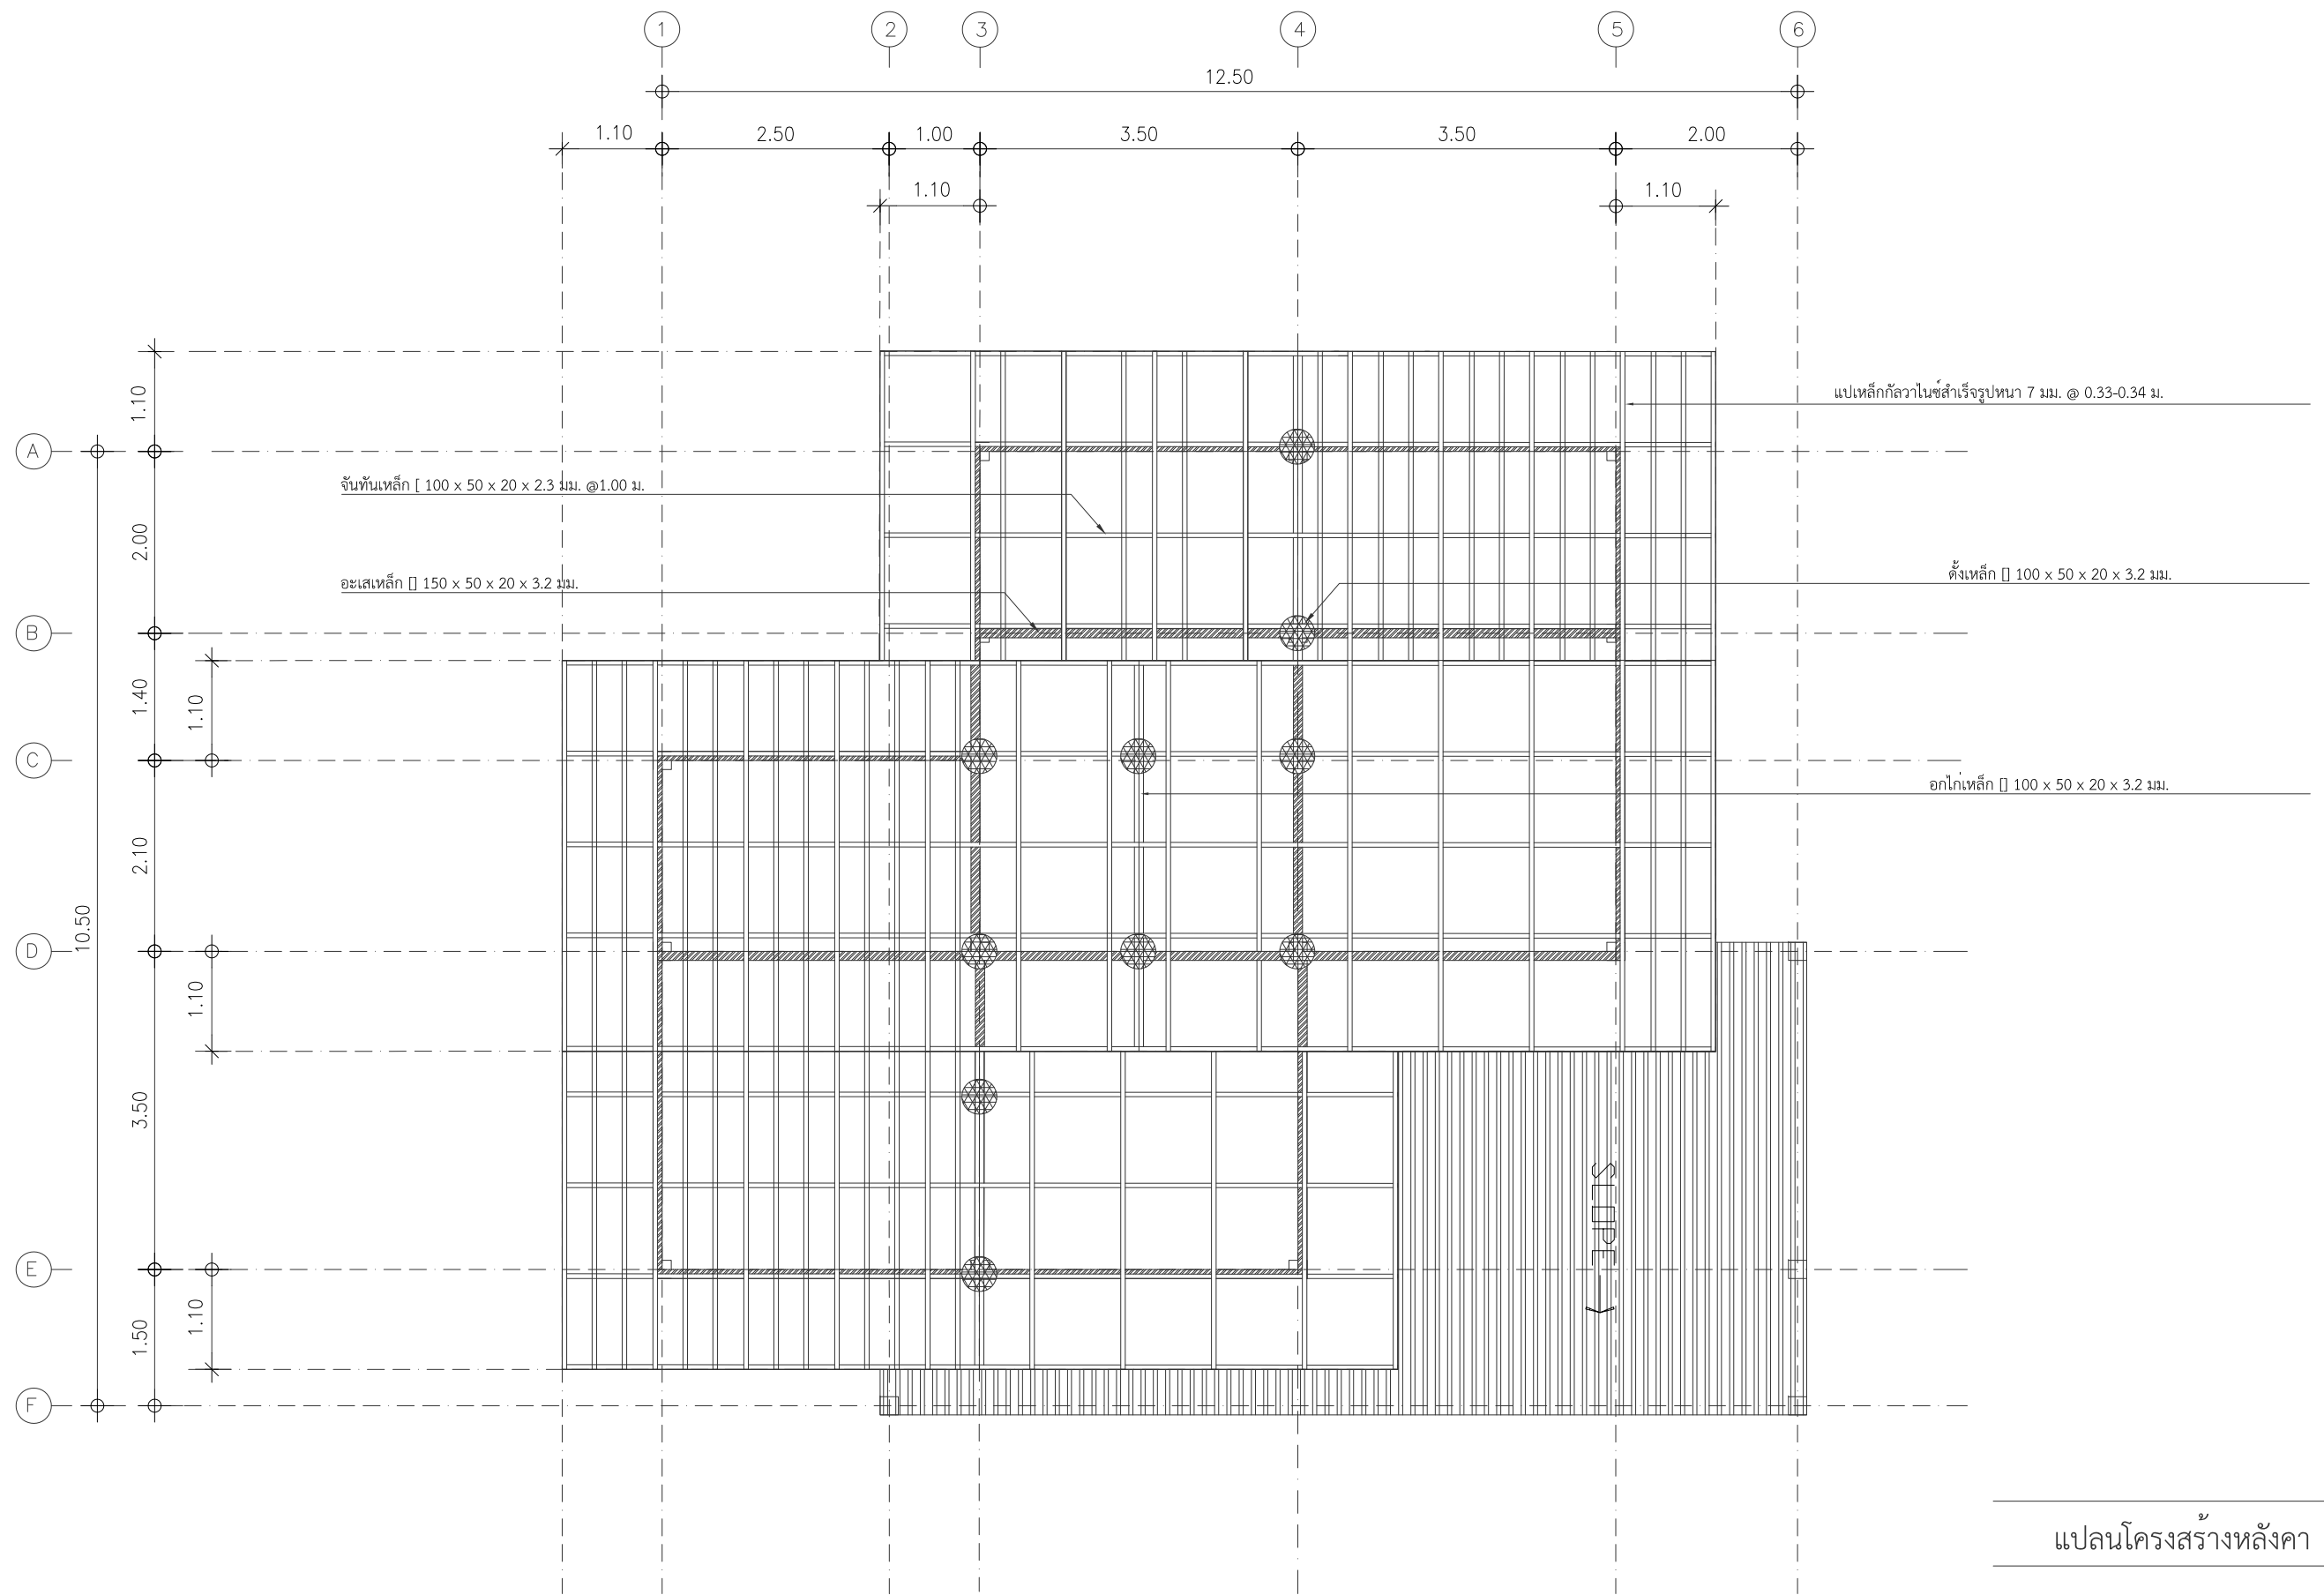 1 2 3 4 5 6
12.50
1.10 2.50 1.00 3.50 3.50 2.00
1.10 1.10
A
B
C
D
E
F
1.10
2.00
1.40
2.10
3.50
1.50
10.50
1.10
1.10
1.10
แปเหล็กกัลวาไนซ์สำเร็จรูปหนา 7 มม. @ 0.33-0.34 ม.
จันทันเหล็ก [ 100 x 50 x 20 x 2.3 มม. @1.00 ม.
ดั้งเหล็ก [] 100 x 50 x 20 x 3.2 มม.
อะเสเหล็ก [] 150 x 50 x 20 x 3.2 มม.
อกไก่เหล็ก [] 100 x 50 x 20 x 3.2 มม.
SLOPE
แปลนโครงสร้างหลังคา